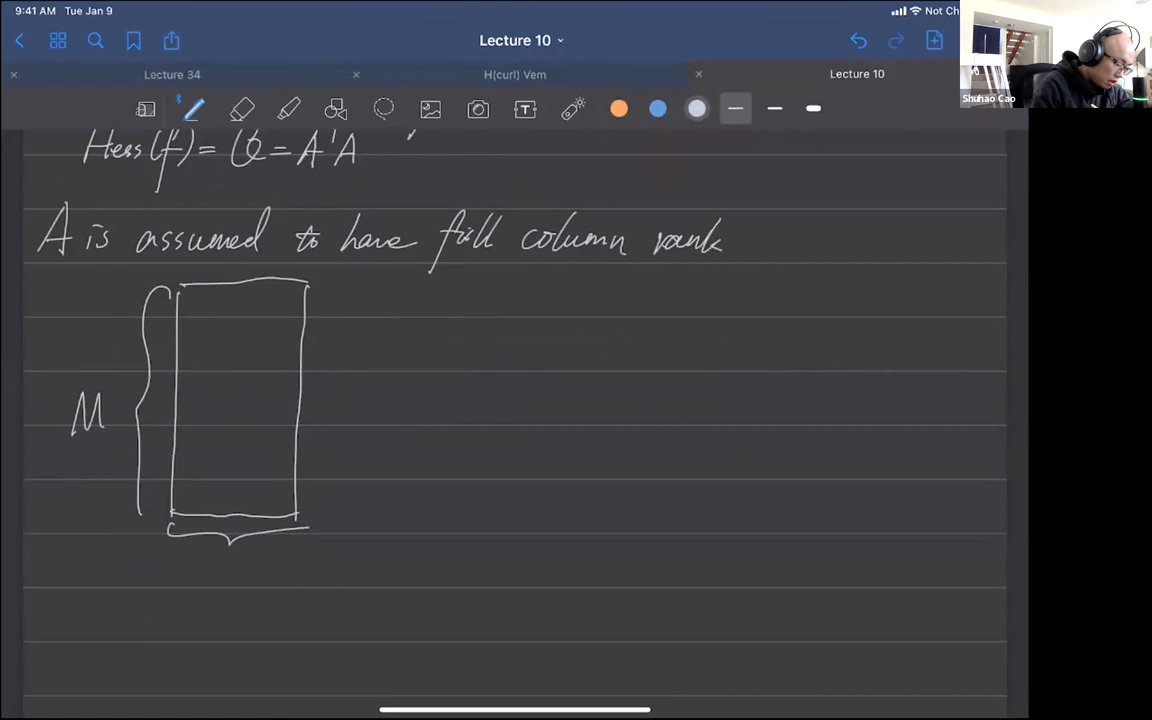 9:41 AM Tue Jan 9
Not Ch
Lecture 10
Lecture 34
H(curl) Vem
Lecture 10
Shuhao Cao
Hess(f) = Q = A'A
A is assumed to have full column rank
M